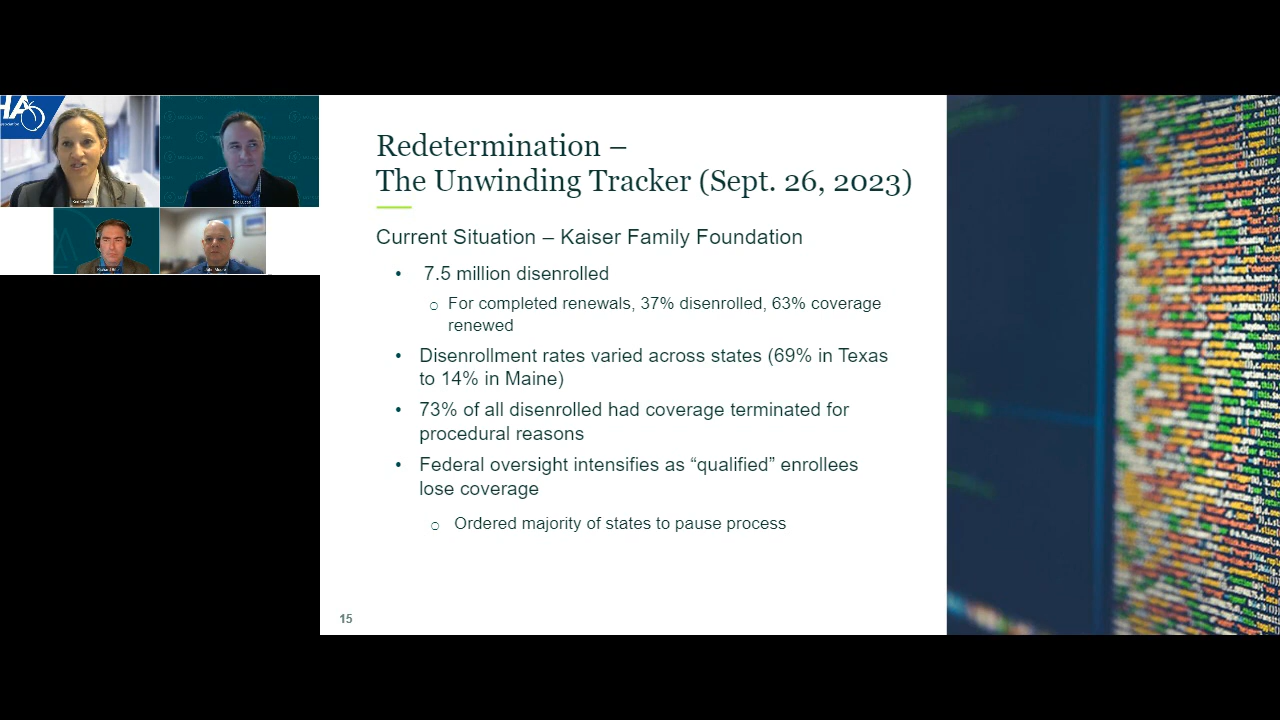 HA
Eric Lucas
Redetermination –
The Unwinding Tracker (Sept. 26, 2023)
Current Situation – Kaiser Family Foundation
• 7.5 million disenrolled
o For completed renewals, 37% disenrolled, 63% coverage
renewed
• Disenrollment rates varied across states (69% in Texas
to 14% in Maine)
• 73% of all disenrolled had coverage terminated for
procedural reasons
• Federal oversight intensifies as “qualified” enrollees
lose coverage
o Ordered majority of states to pause process
15